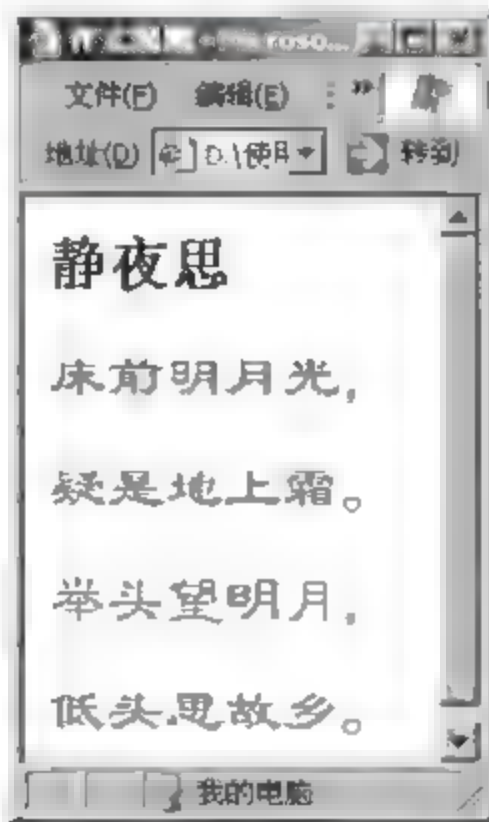 文件(F) 编辑(E)
地址(D) D:\使用 转到
静夜思
床前明月光,
疑是地上霜。
举头望明月,
低头思故乡。
我的电脑